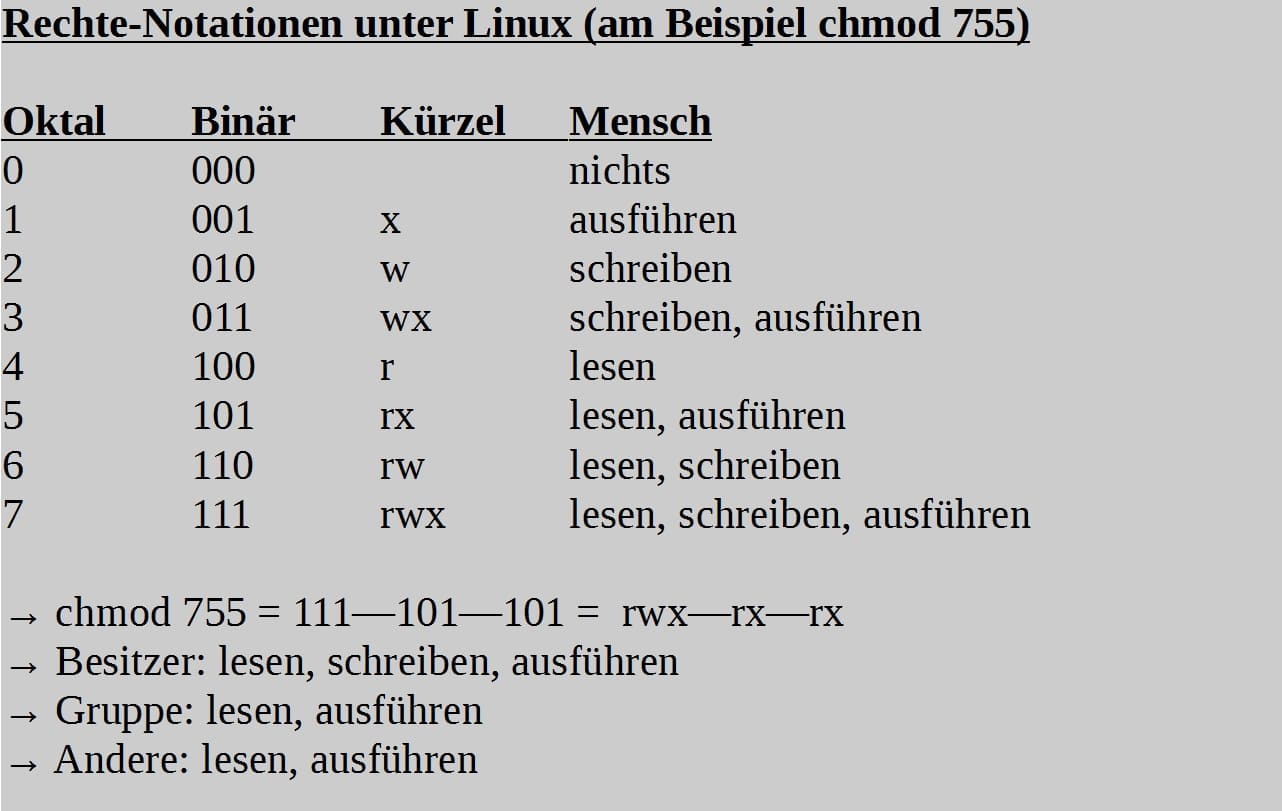 Rechte-Notationen unter Linux (am Beispiel chmod 755)
Oktal Binär Kürzel Mensch
0 000 nichts
1 001 x ausführen
2 010 w schreiben
3 011 wx schreiben, ausführen
4 100 r lesen
5 101 rx lesen, ausführen
6 110 rw lesen, schreiben
7 111 rwx lesen, schreiben, ausführen
→ chmod 755 = 111—101—101 = rwx—rx—rx
→ Besitzer: lesen, schreiben, ausführen
→ Gruppe: lesen, ausführen
→ Andere: lesen, ausführen